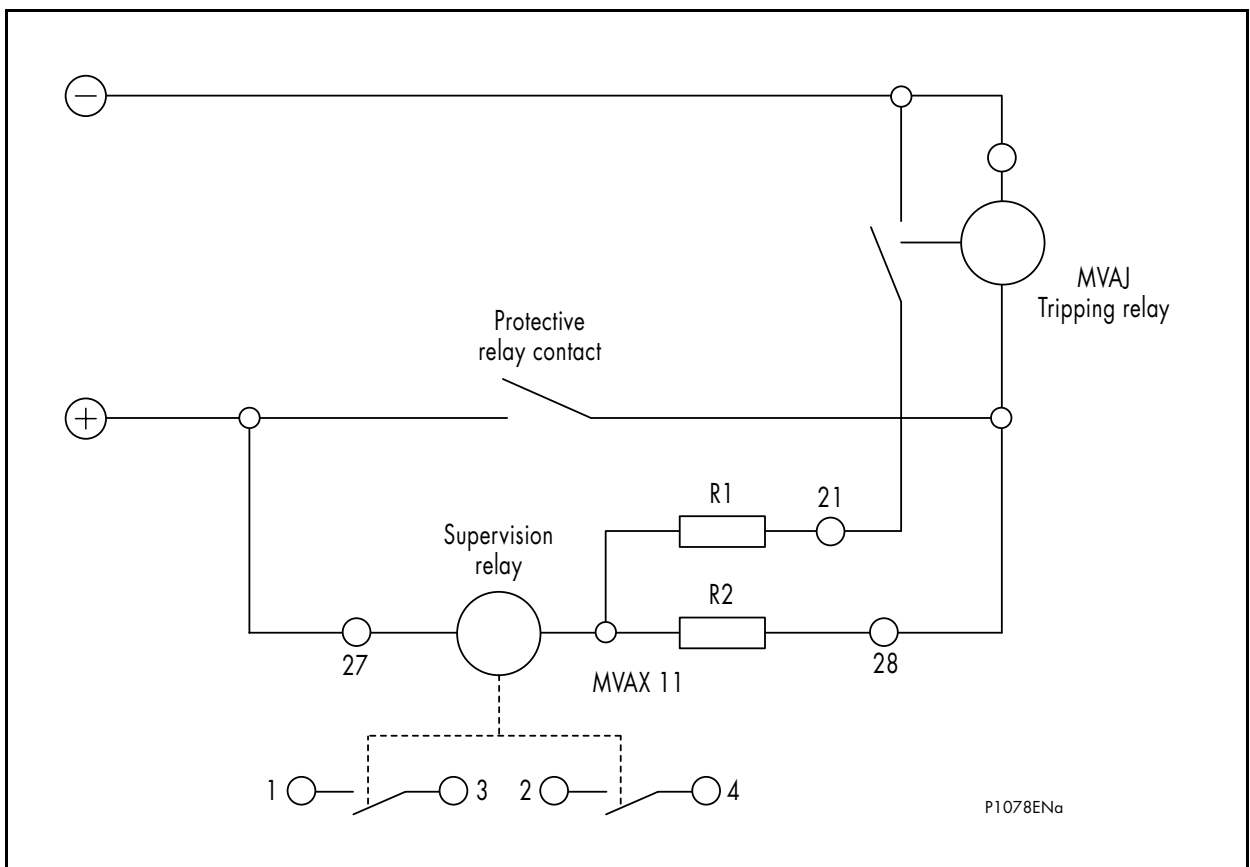 −
MVAJ
Tripping relay
Protective
relay contact
+
R1
21
Supervision
relay
R2
27
28
MVAX 11
1
3
2
4
P1078ENa